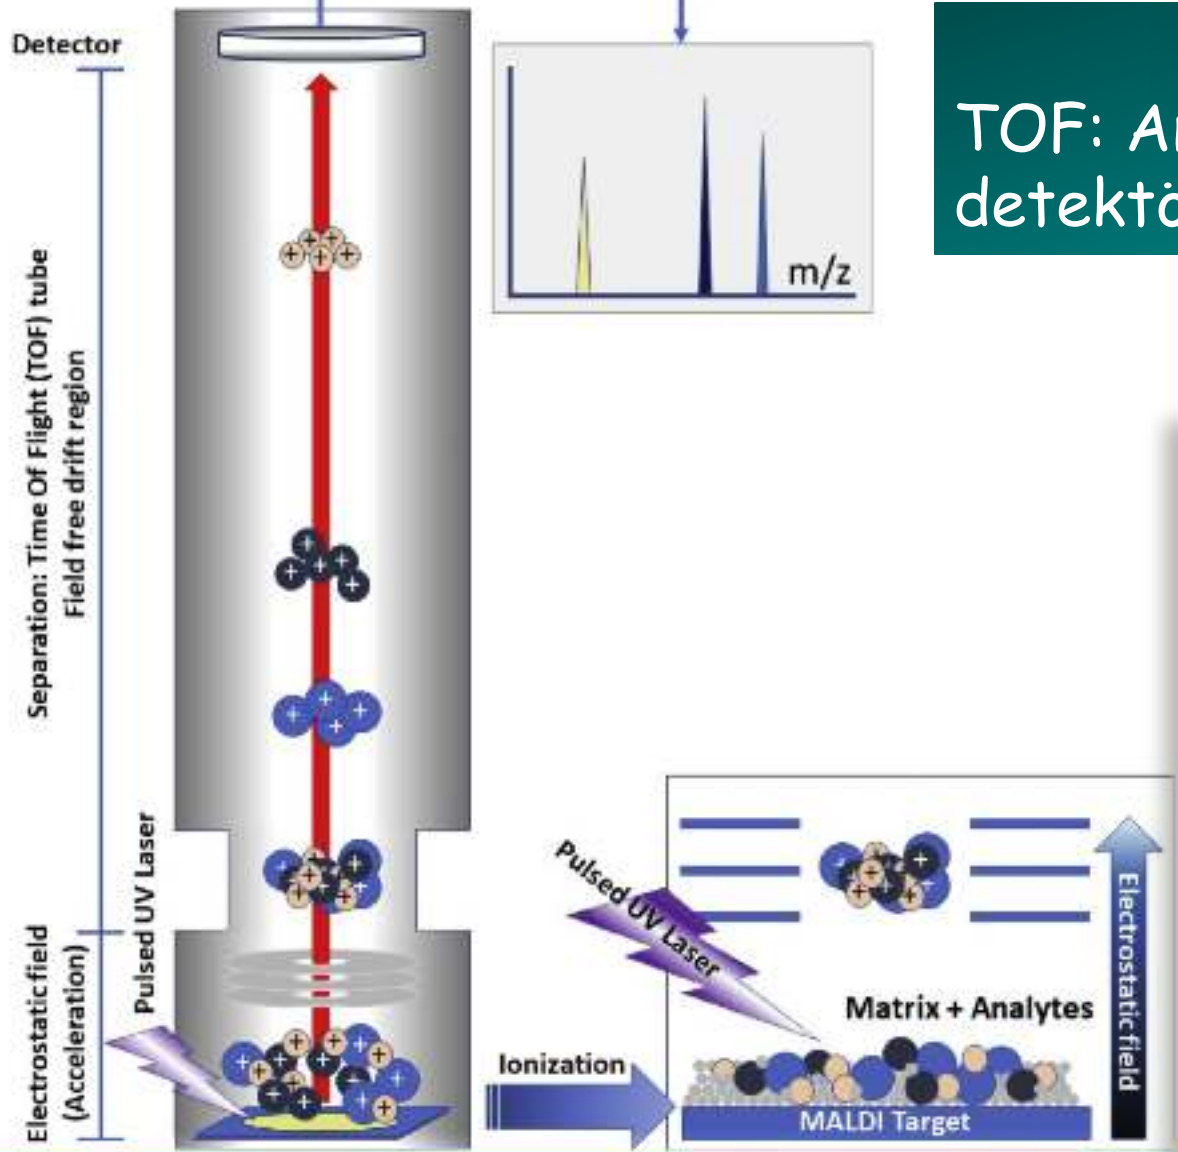 Detector
TOF:
detektö
m/z
Separation: Time Of Flight (TOF) tube
Field free drift region
Pulsed UV Laser
Electrostatic field
(Acceleration)
Ionization
Pulsed UV Laser
Matrix + Analytes
MALDI Target
Electrostatic field